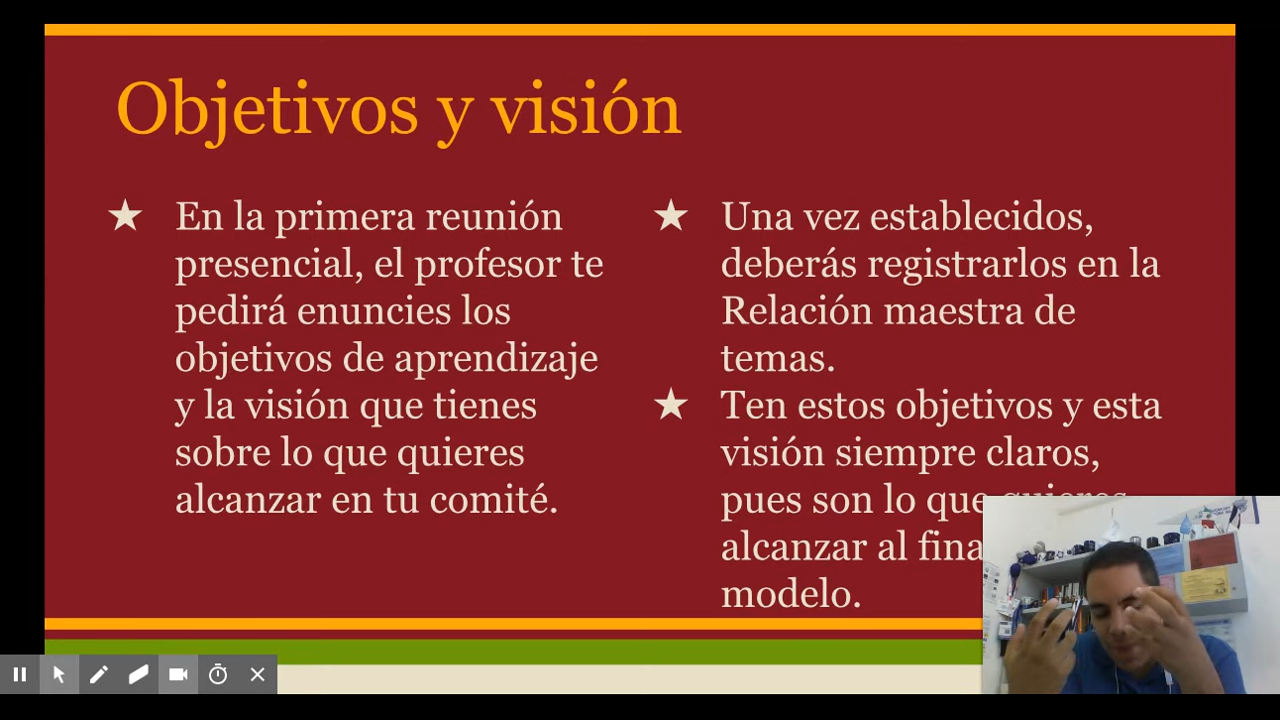 Objetivos y visión
★ En la primera reunión
presencial, el profesor te
pedirá enuncies los
objetivos de aprendizaje
y la visión que tienes
sobre lo que quieres
alcanzar en tu comité.
★ Una vez establecidos,
deberás registrarlos en la
Relación maestra de
temas.
★ Ten estos objetivos y esta
visión siempre claros,
pues son lo que quieres
alcanzar al
modelo.